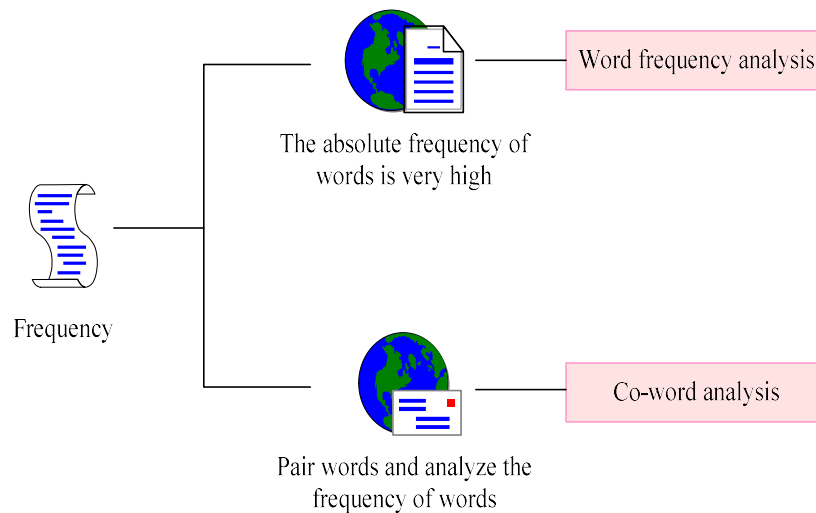 Word frequency analysis
The absolute frequency of
words is very high
Frequency
Co-word analysis
Pair words and analyze the
frequency of words